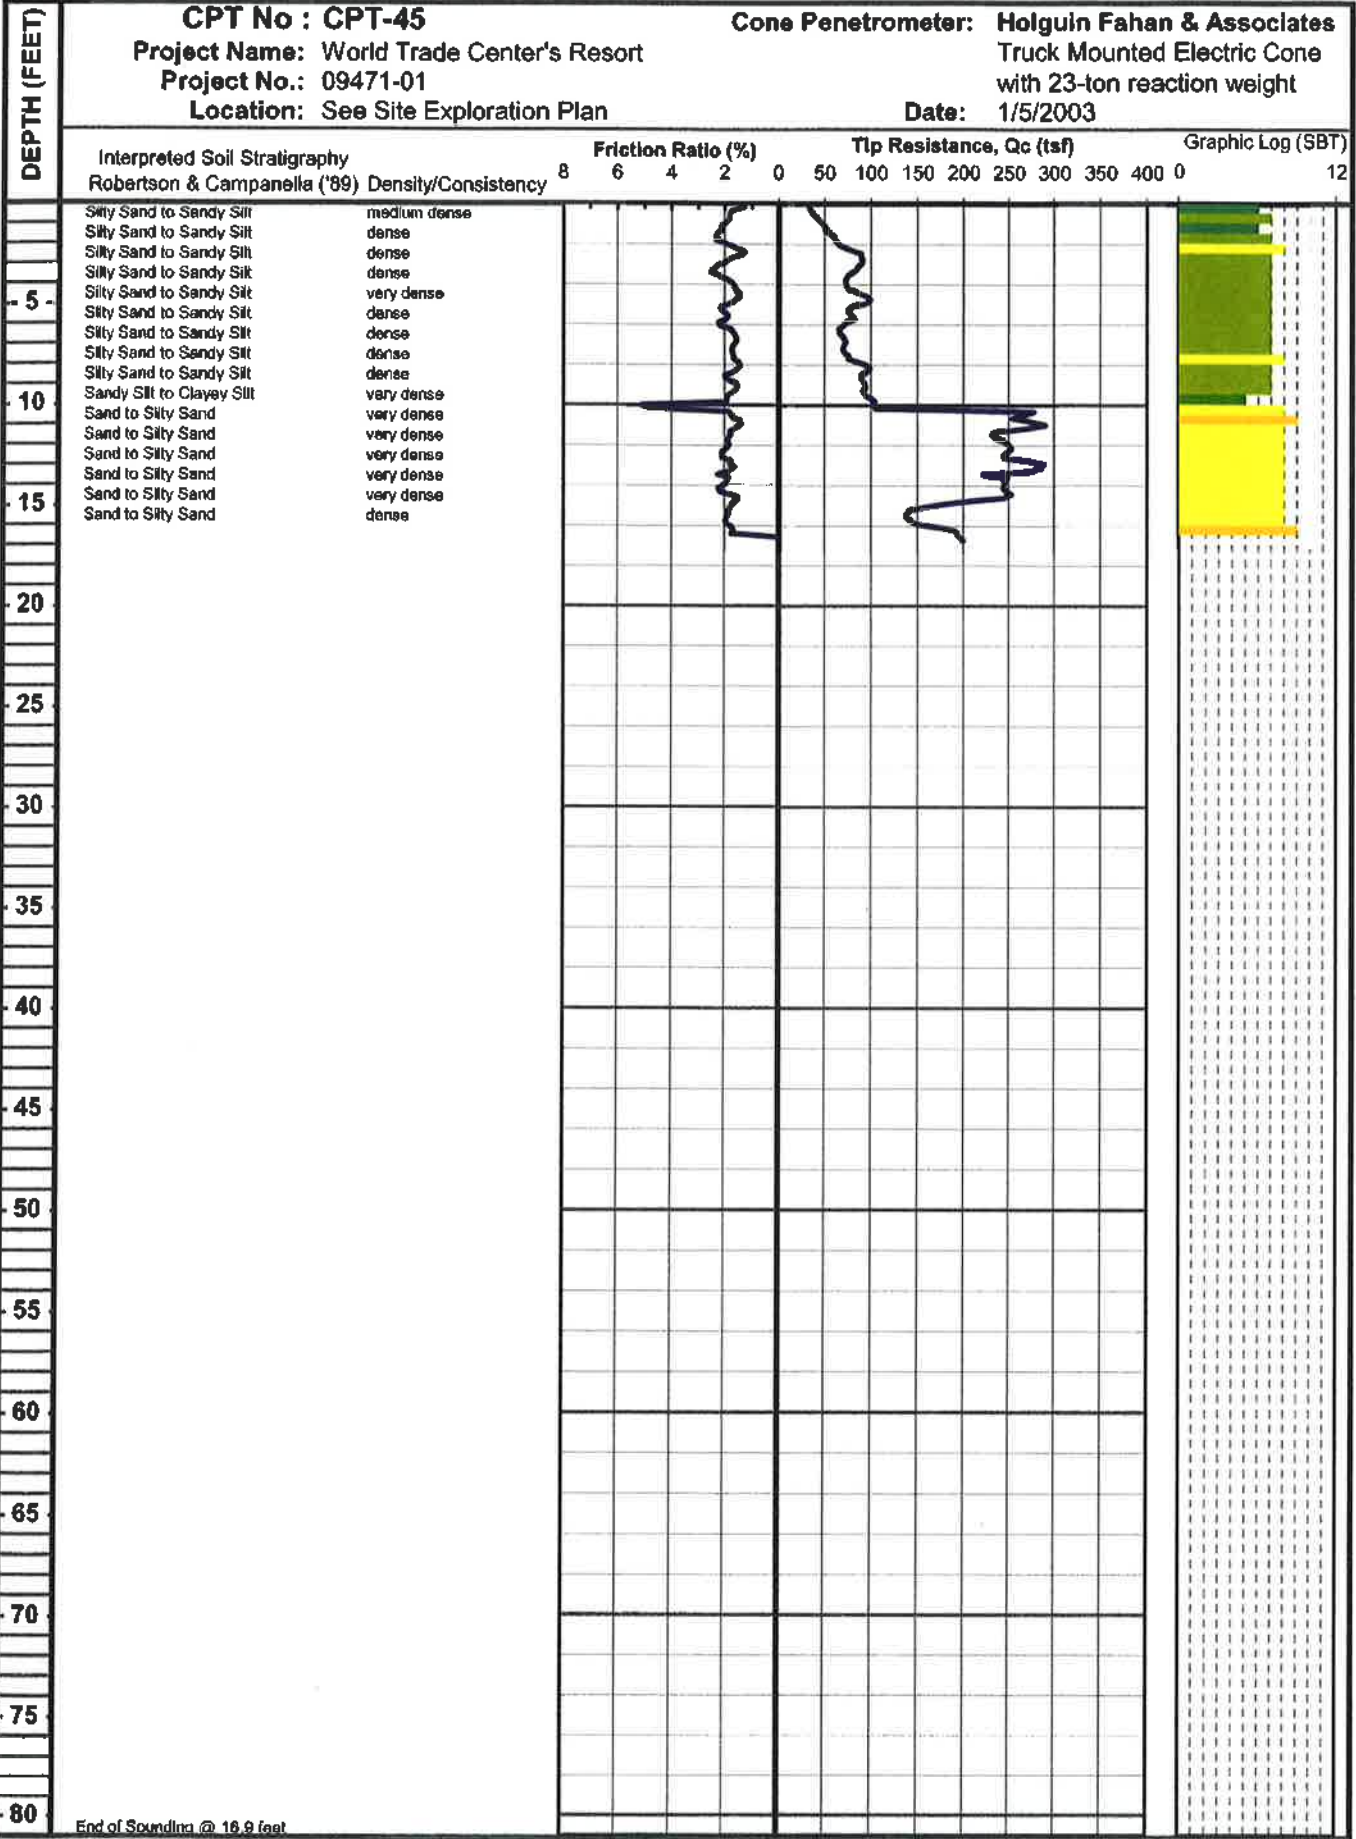 DEPTH (FEET)
CPT No : CPT-45
Project Name: World Trade Center's Resort
Project No.: 09471-01
Location: See Site Exploration Plan
Cone Penetrometer: Holguin Fahan & Associates
Truck Mounted Electric Cone
with 23-ton reaction weight
Date: 1/5/2003
Interpreted Soil Stratigraphy
Robertson & Campanella ('89) Density/Consistency
Friction Ratio (%)
8 6 4 2 0
Tip Resistance, Qc (tsf)
50 100 150 200 250 300 350 400
Graphic Log (SBT)
0 12
Silty Sand to Sandy Silt medium dense
Silty Sand to Sandy Silt dense
Silty Sand to Sandy Silt dense
Silty Sand to Sandy Silt dense
- 5 - Silty Sand to Sandy Silt very dense
Silty Sand to Sandy Silt dense
Silty Sand to Sandy Silt dense
Silty Sand to Sandy Silt dense
Silty Sand to Sandy Silt dense
10 Sandy Silt to Clayey Silt very dense
Sand to Silty Sand very dense
Sand to Silty Sand very dense
Sand to Silty Sand very dense
Sand to Silty Sand very dense
15 Sand to Silty Sand very dense
Sand to Silty Sand dense
20
25
30
35
40
45
50
55
60
65
70
75
80
End of Sounding @ 16.9 feet